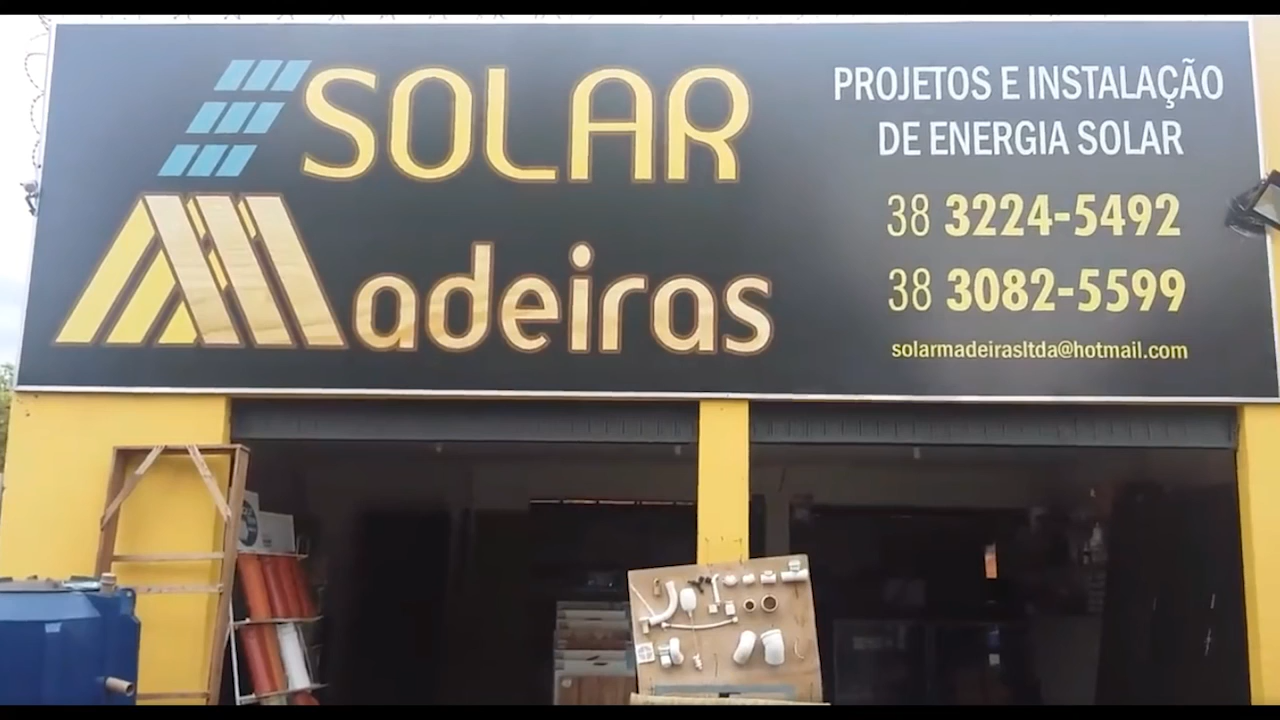 SOLAR
Madeiras
PROJETOS E INSTALAÇÃO
DE ENERGIA SOLAR
38 3224-5492
38 3082-5599
solarmadeirasltda@hotmail.com